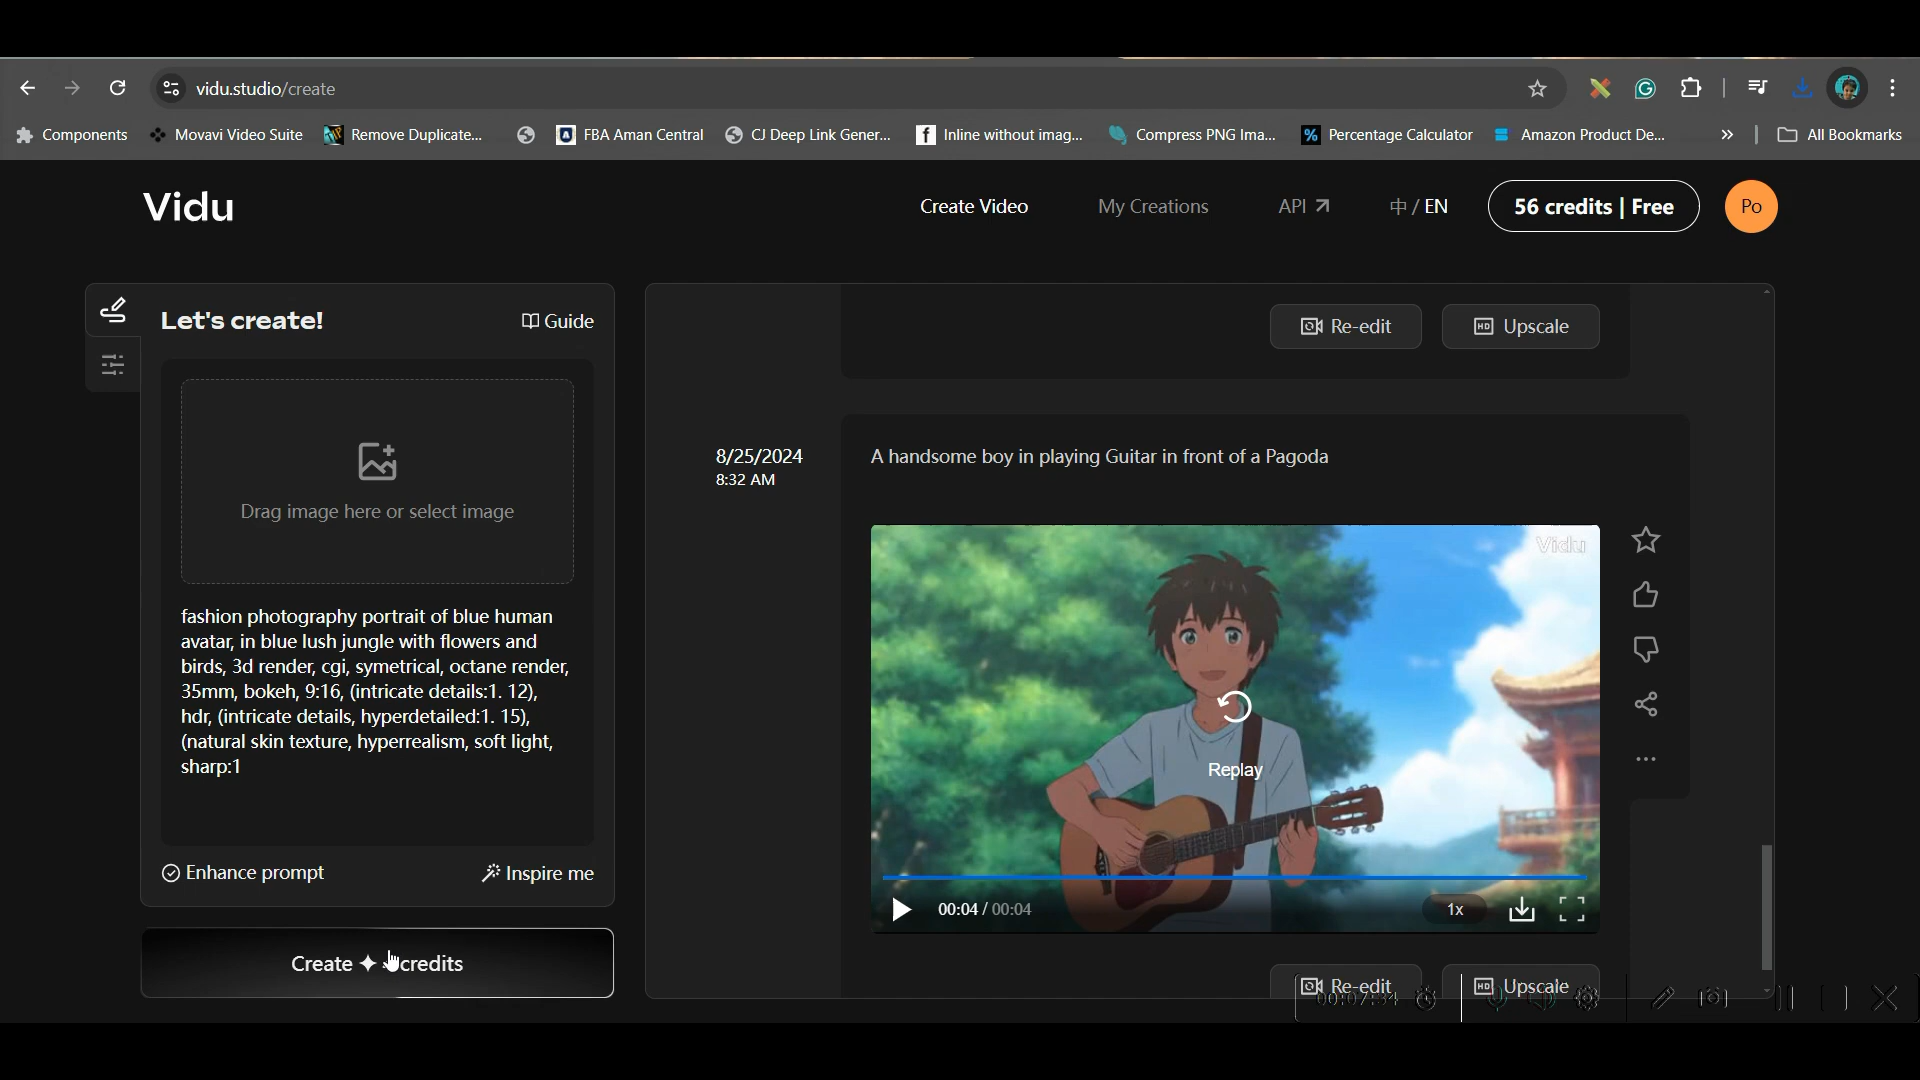 vidu.studio/create
Components
Movavi Video Suite
Remove Duplicate...
FBA Aman Central
CJ Deep Link Gener...
Inline without imag...
Compress PNG Ima...
Percentage Calculator
Amazon Product De...
All Bookmarks
Vidu
Create Video
My Creations
API
中 / EN
56 credits | Free
Po
Let's create!
Guide
Re-edit
Upscale
Drag image here or select image
fashion photography portrait of blue human
avatar, in blue lush jungle with flowers and
birds, 3d render, cgi, symetrical, octane render,
35mm, bokeh, 9:16, (intricate details:1. 12),
hdr, (intricate details, hyperdetailed:1. 15),
(natural skin texture, hyperrealism, soft light,
sharp:1
Enhance prompt
Inspire me
Create credits
8/25/2024
8:32 AM
A handsome boy in playing Guitar in front of a Pagoda
Vidu
Replay
00:04 / 00:04
1x
Re-edit
Upscale
00:07:34